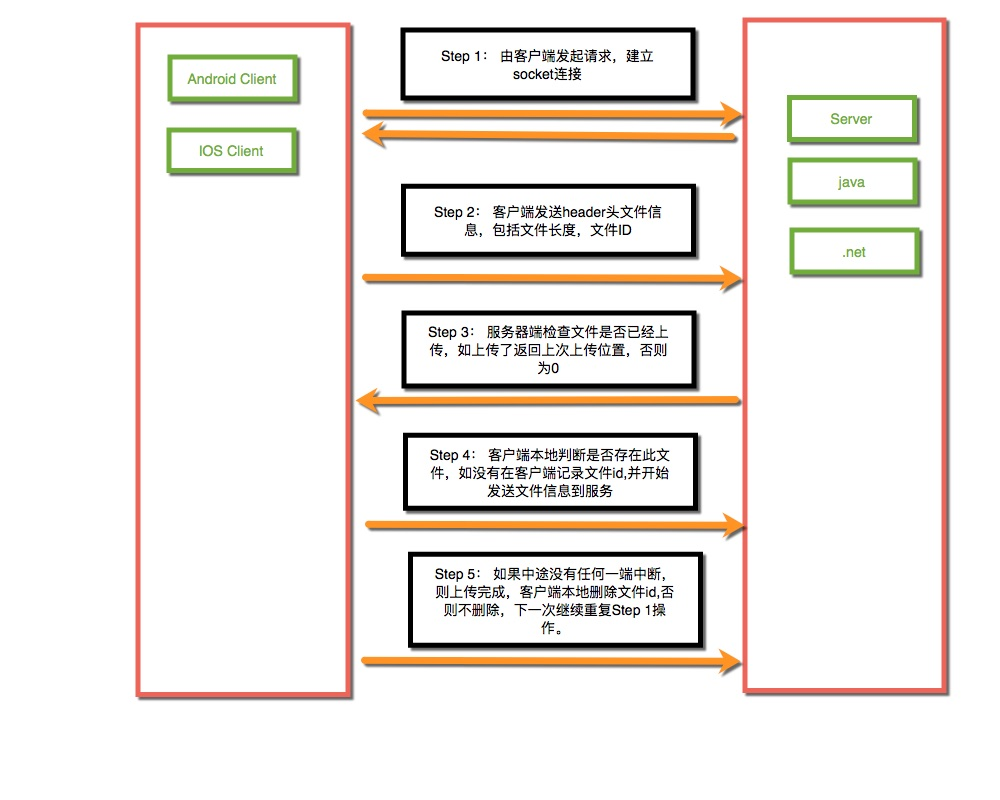 Android Client
IOS Client
Step 1： 由客户端发起请求，建立
socket连接
Step 2： 客户端发送header头文件信
息，包括文件长度，文件ID
Step 3： 服务器端检查文件是否已经上
传，如上传了返回上次上传位置，否则
为0
Step 4： 客户端本地判断是否存在此文
件，如没有在客户端记录文件id,并开始
发送文件信息到服务
Step 5： 如果中途没有任何一端中断，
则上传完成，客户端本地删除文件id,否
则不删除，下一次继续重复Step 1操
作。
Server
java
.net